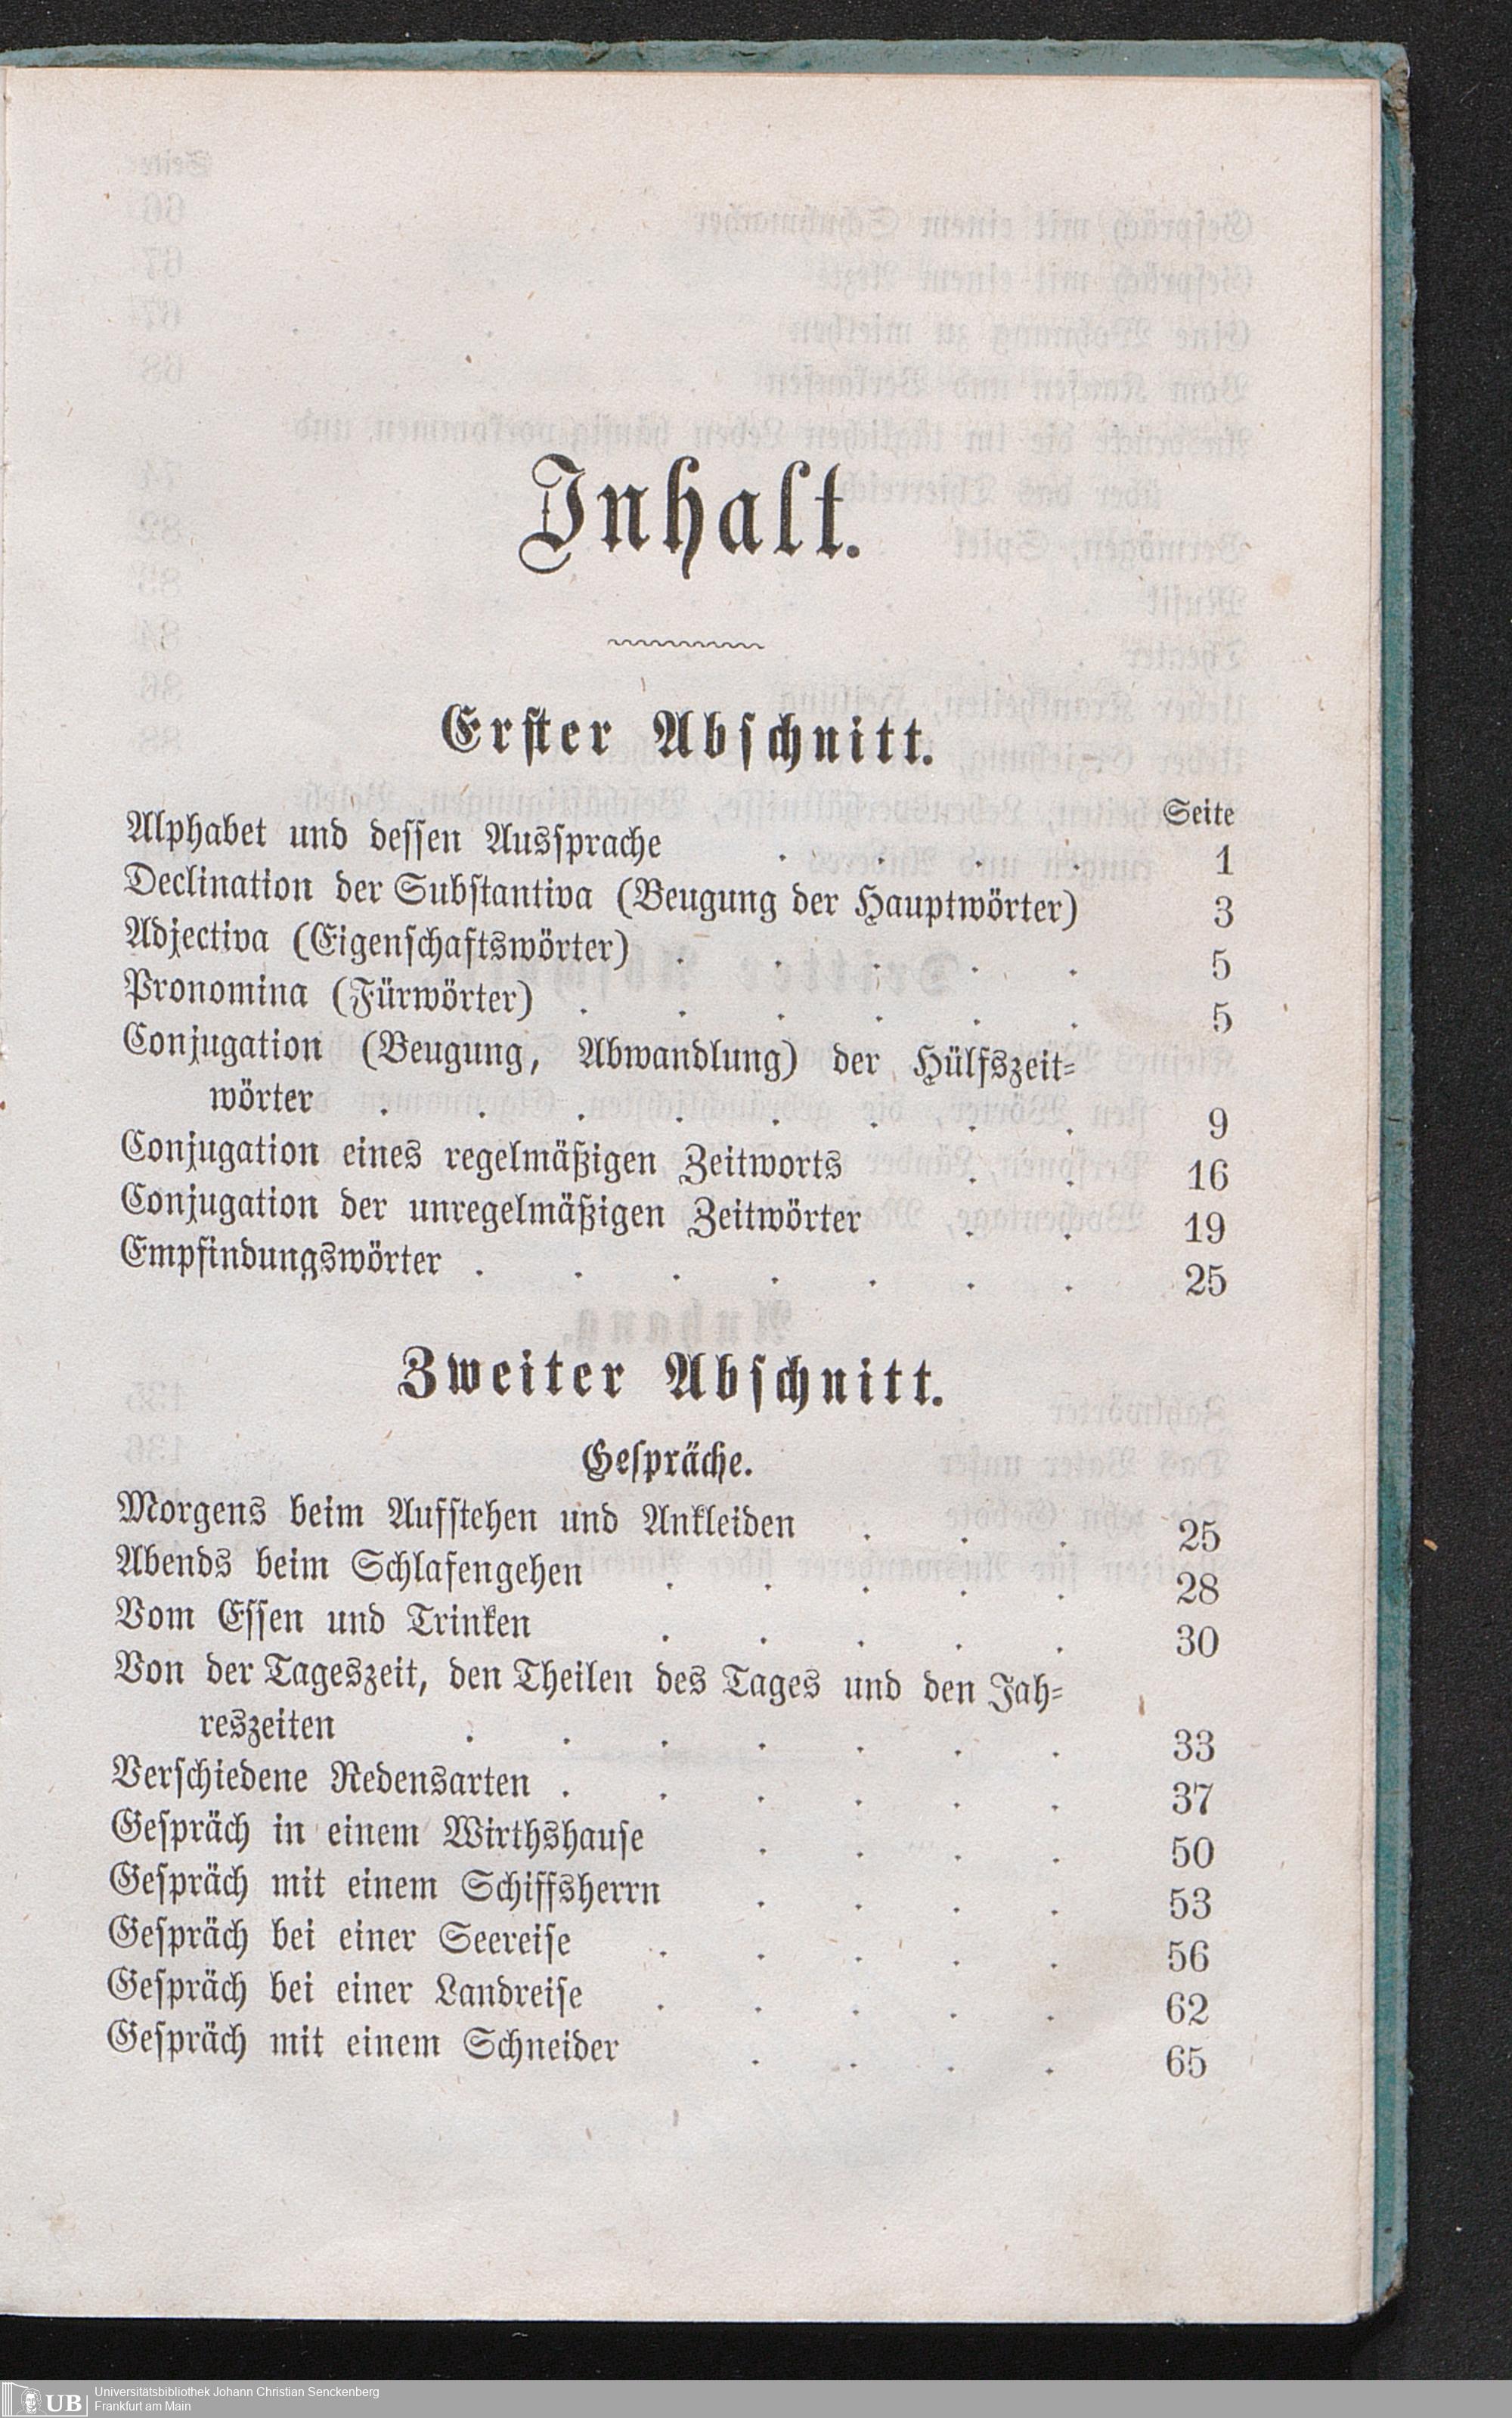 Inhalt.
Erster Abschnitt.
Seite
Alphabet und dessen Aussprache . . . . 1
Declination der Substantiva (Beugung der Hauptwörter) 3
Adjectiva (Eigenschaftswörter) . . . . . 5
Pronomina (Fürwörter) . . . . . . 5
Conjugation (Beugung, Abwandlung) der Hülfszeit-
wörter . . . . . . . . 9
Conjugation eines regelmäßigen Zeitworts . . 16
Conjugation der unregelmäßigen Zeitwörter . . 19
Empfindungswörter . . . . . . . 25
Zweiter Abschnitt.
Gespräche.
Morgens beim Aufstehen und Ankleiden . . . 25
Abends beim Schlafengehen . . . . . 28
Vom Essen und Trinken . . . . . 30
Von der Tageszeit, den Theilen des Tages und den Jah-
reszeiten . . . . . . . 33
Verschiedene Redensarten . . . . . . 37
Gespräch in einem Wirthshause . . . . 50
Gespräch mit einem Schiffsherrn . . . . 53
Gespräch bei einer Seereise . . . . . 56
Gespräch bei einer Landreise . . . . . 62
Gespräch mit einem Schneider . . . . 65
UB
Universitätsbibliothek Johann Christian Senckenberg
Frankfurt am Main